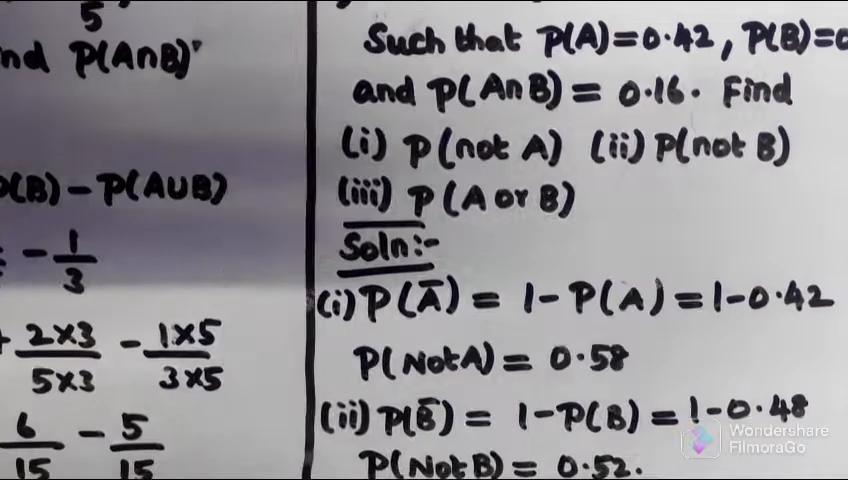 5
nd P(A∩B)
P(B) - P(A∪B)
= - 1/3
+ 2×3/5×3 - 1×5/3×5
6/15 - 5/15
Such that P(A)=0.42, P(B)=0
and P(A∩B) = 0.16. Find
(i) P(not A) (ii) P(not B)
(iii) P(A or B)
Soln:-
(i) P(A̅) = 1- P(A) = 1-0.42
P(Not A) = 0.58
(ii) P(B̅) = 1-P(B) = 1-0.48
P(Not B) = 0.52.
Wondershare
FilmoraGo